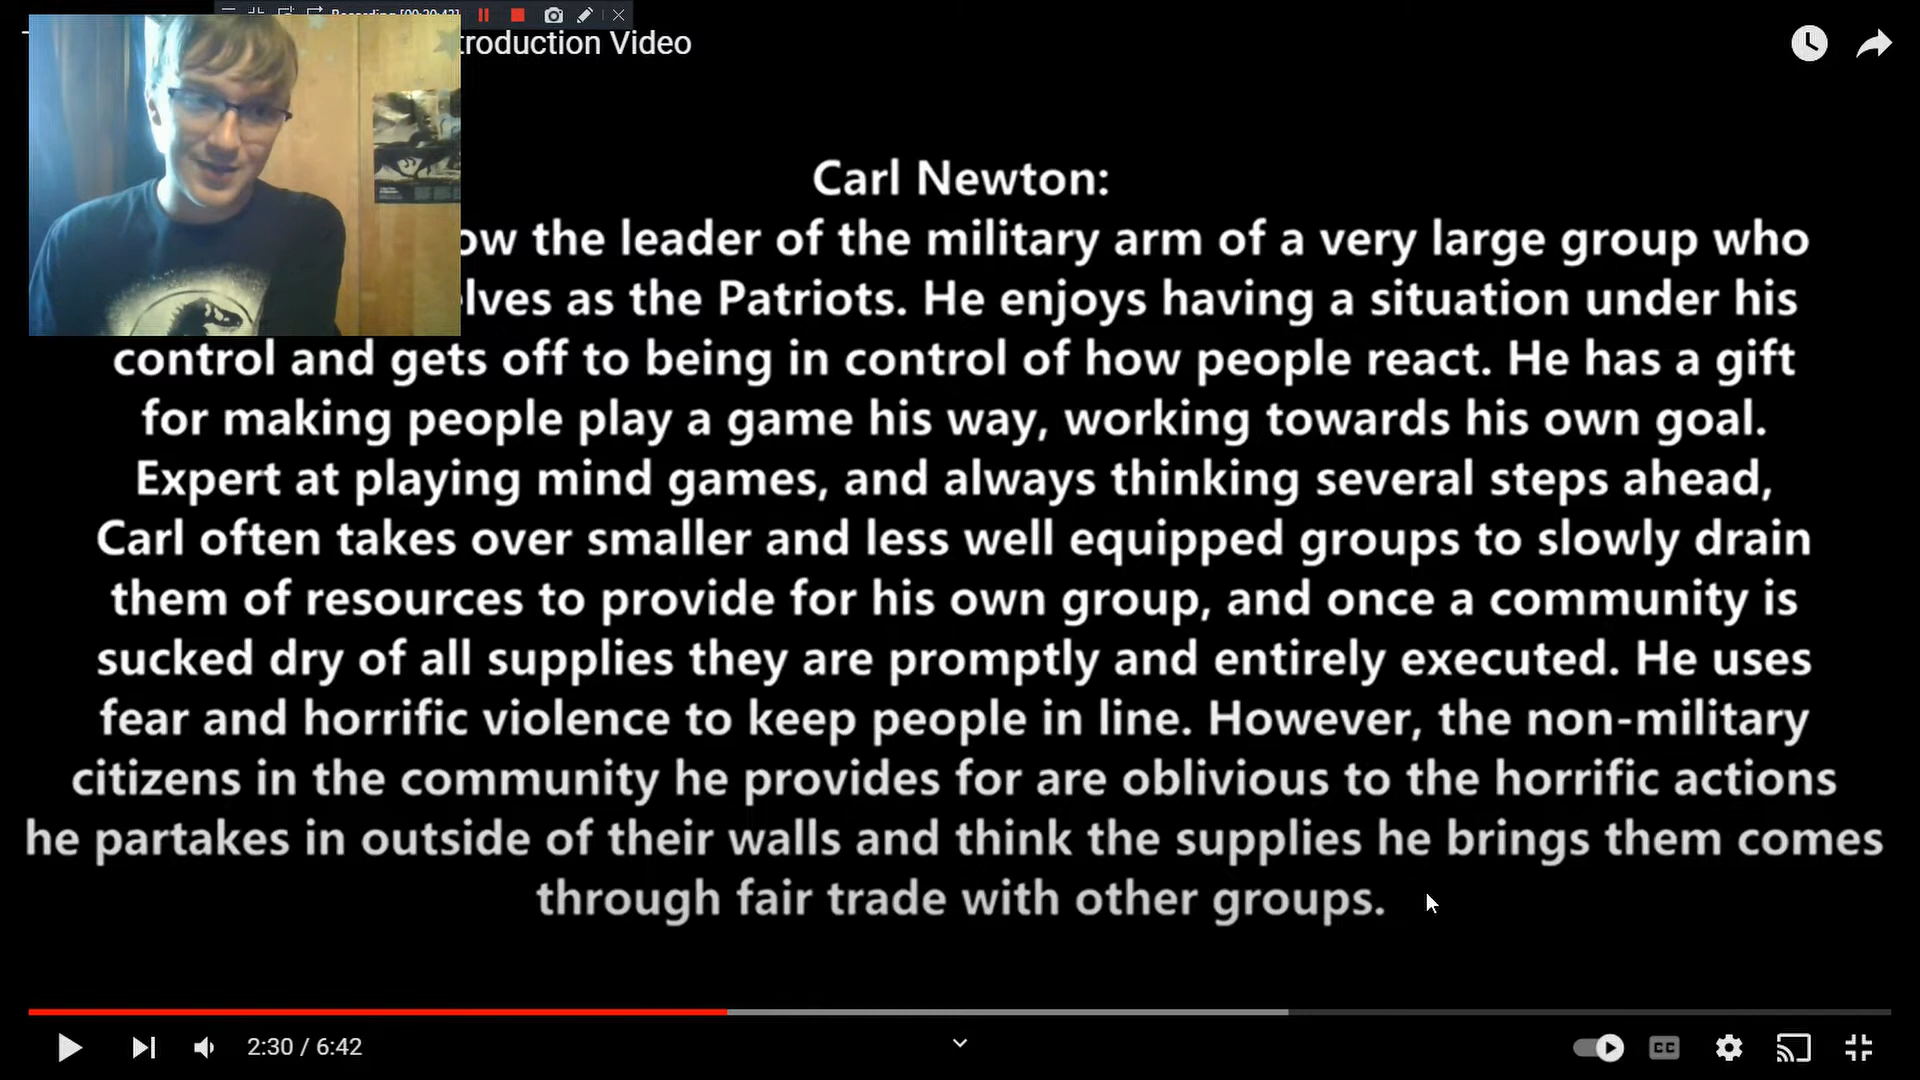 troduction Video
Carl Newton:
ow the leader of the military arm of a very large group who
lves as the Patriots. He enjoys having a situation under his
control and gets off to being in control of how people react. He has a gift
for making people play a game his way, working towards his own goal.
Expert at playing mind games, and always thinking several steps ahead,
Carl often takes over smaller and less well equipped groups to slowly drain
them of resources to provide for his own group, and once a community is
sucked dry of all supplies they are promptly and entirely executed. He uses
fear and horrific violence to keep people in line. However, the non-military
citizens in the community he provides for are oblivious to the horrific actions
he partakes in outside of their walls and think the supplies he brings them comes
through fair trade with other groups.
2:30 / 6:42
CC